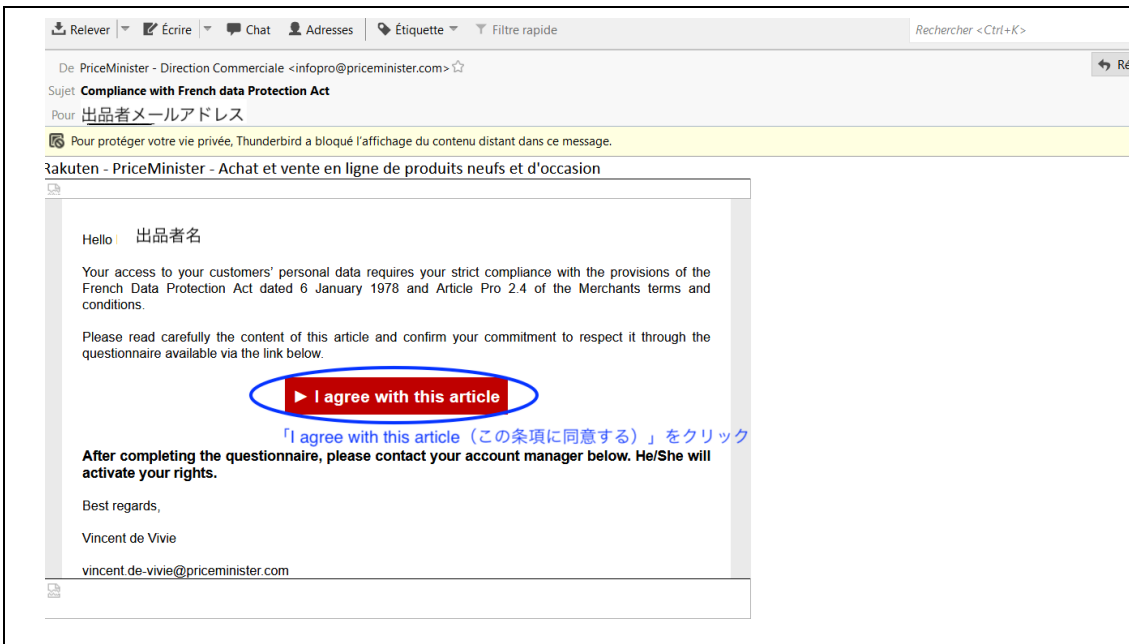 Relever Écrire Chat Adresses Étiquette Filtre rapide Rechercher <Ctrl+K>
De PriceMinister - Direction Commerciale <infopro@priceminister.com> Ré
Sujet Compliance with French data Protection Act
Pour 出品者メールアドレス
Pour protéger votre vie privée, Thunderbird a bloqué l'affichage du contenu distant dans ce message.
Rakuten - PriceMinister - Achat et vente en ligne de produits neufs et d'occasion
Hello 出品者名
Your access to your customers' personal data requires your strict compliance with the provisions of the
French Data Protection Act dated 6 January 1978 and Article Pro 2.4 of the Merchants terms and
conditions.
Please read carefully the content of this article and confirm your commitment to respect it through the
questionnaire available via the link below.
► I agree with this article
「I agree with this article（この条項に同意する）」をクリック
After completing the questionnaire, please contact your account manager below. He/She will
activate your rights.
Best regards,
Vincent de Vivie
vincent.de-vivie@priceminister.com